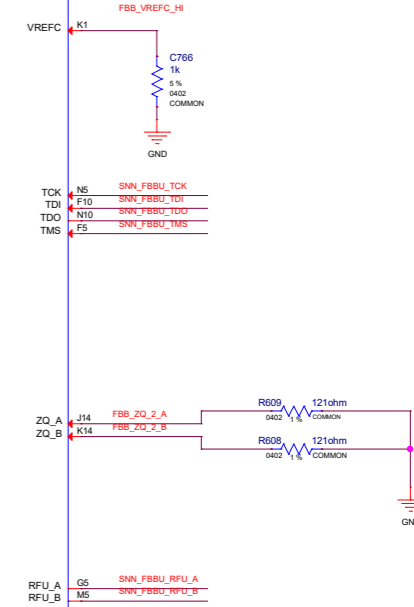 FBB_VREFC_HI
VREFC K1
C766
1k
5 %
0402
COMMON
GND
TCK N5 SNN_FBBU_TCK
TDI F10 SNN_FBBU_TDI
TDO N10 SNN_FBBU_TDO
TMS F5 SNN_FBBU_TMS
R609 121ohm
0402 1 % COMMON
ZQ_A J14 FBB_ZQ_2_A
ZQ_B K14 FBB_ZQ_2_B
R608 121ohm
0402 1 % COMMON
GN
RFU_A G5 SNN_FBBU_RFU_A
RFU_B M5 SNN_FBBU_RFU_B